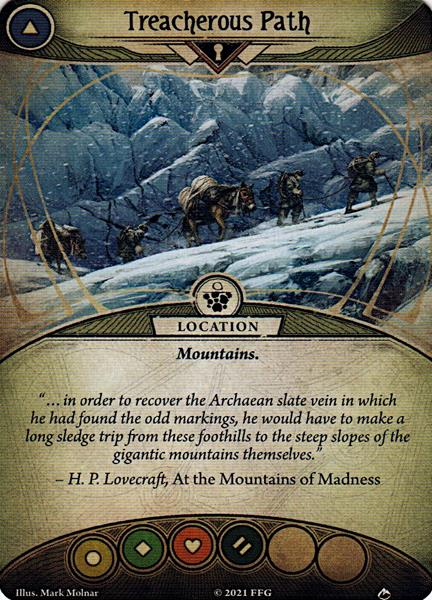 Treacherous Path
LOCATION
Mountains.
“…in order to recover the Archaean slate vein in which
he had found the odd markings, he would have to make a
long sledge trip from these foothills to the steep slopes of the
gigantic mountains themselves.”
– H. P. Lovecraft, At the Mountains of Madness
Illus. Mark Molnar
© 2021 FFG